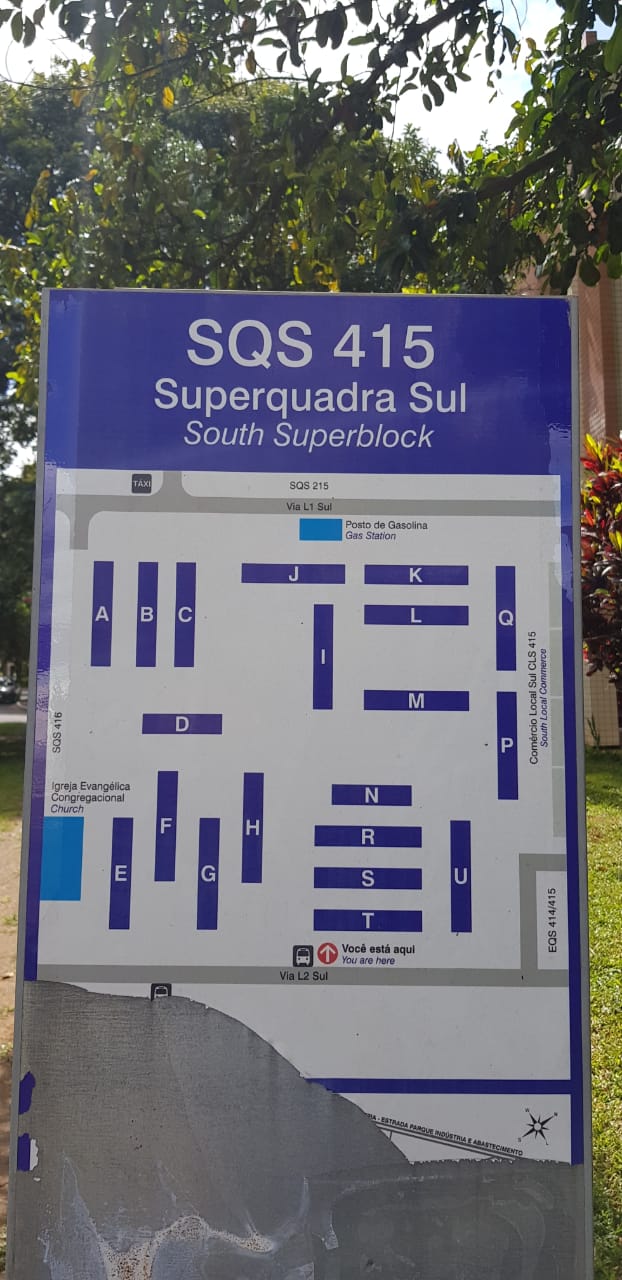 SQS 415
Superquadra Sul
South Superblock
TÁXI
SQS 215
Via L1 Sul
Posto de Gasolina
Gas Station
J
K
A
B
C
L
Q
I
M
D
P
SQS 416
Comércio Local Sul CLS 415
South Local Commerce
Igreja Evangélica
Congregacional
Church
N
F
H
R
E
G
S
U
T
EQS 414/415
Você está aqui
You are here
Via L2 Sul
ESTRADA PARQUE INDÚSTRIA E ABASTECIMENTO